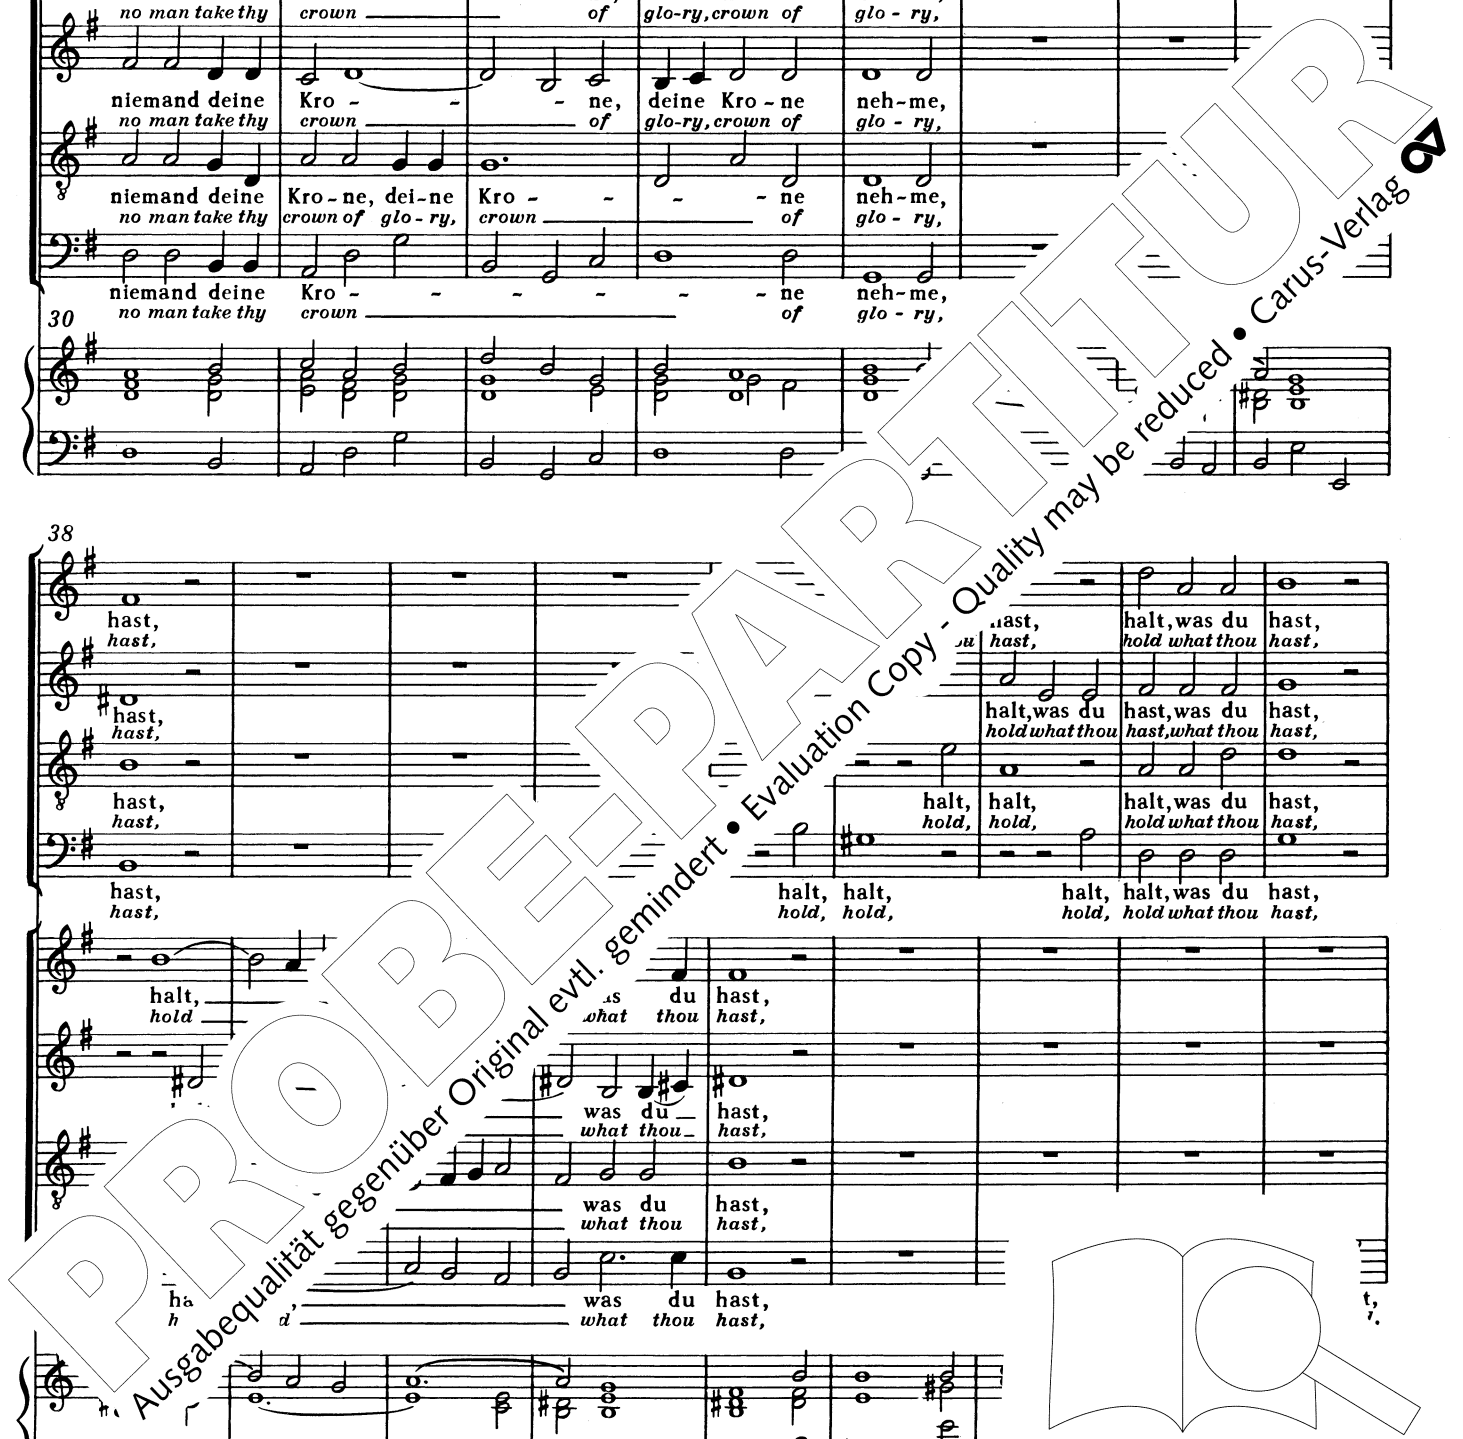 no man take thy crown of glo-ry, crown of glo - ry,
niemand deine Kro - - - ne, deine Kro - ne neh-me,
no man take thy crown of glo-ry, crown of glo - ry,
niemand deine Kro - ne, dei - ne Kro - - - ne neh-me,
no man take thy crown of glo - ry, crown of glo - ry,
niemand deine Kro - - - - - - ne neh-me,
no man take thy crown of glo - ry,
30
38
hast, hast, halt, was du hast,
hast, hast, hold what thou hast,
hast, halt, was du hast, was du hast,
hast, hold what thou hast, what thou hast,
hast, halt, halt, halt, was du hast,
hast, hold, hold, hold what thou hast,
hast, halt, halt, halt, halt, was du hast,
hast, hold, hold, hold, hold what thou hast,
halt, du hast,
hold what thou hast,
was du hast,
what thou hast,
was du hast,
what thou hast,
was du hast,
what thou hast,
PROBE-PARTITUR
Ausgabequalität gegenüber Original evtl. gemindert • Evaluation Copy - Quality may be reduced • Carus-Verlag